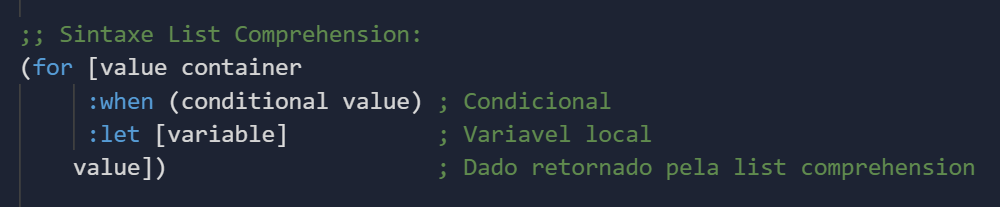 ;; Sintaxe List Comprehension:
(for [value container
:when (conditional value) ; Condicional
:let [variable] ; Variavel local
value]) ; Dado retornado pela list comprehension